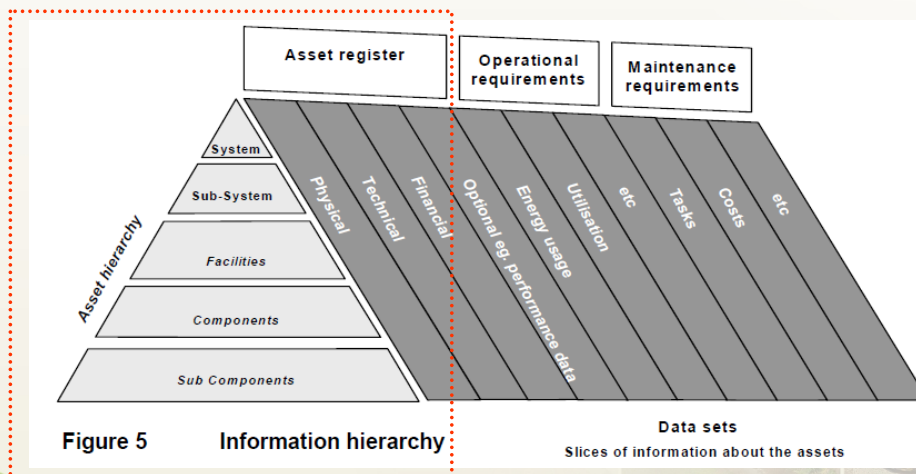 Asset register
Operational
requirements
Maintenance
requirements
System
Sub-System
Facilities
Components
Sub Components
Asset hierarchy
Physical
Technical
Financial
Optional eg. performance data
Energy usage
Utilisation
etc
Tasks
Costs
etc
Figure 5 Information hierarchy
Data sets
Slices of information about the assets